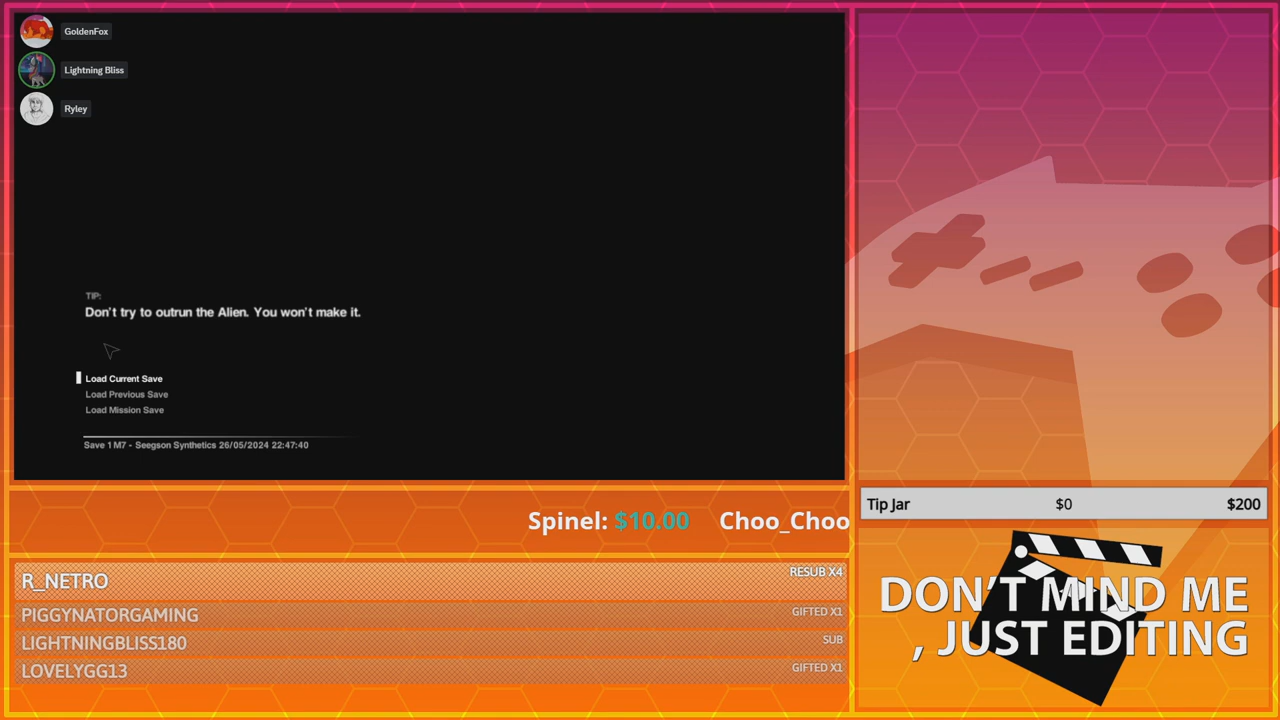 GoldenFox
Lightning Bliss
Ryley
TIP:
Don't try to outrun the Alien. You won't make it.
Load Current Save
Load Previous Save
Load Mission Save
Save 1 M7 - Seegson Synthetics 26/05/2024 22:47:40
Spinel: $10.00 Choo_Choo
Tip Jar $0 $200
R_NETRO RESUB X4
PIGGYNATORGAMING GIFTED X1
LIGHTNINGBLISS180 SUB
LOVELYGG13 GIFTED X1
DON'T MIND ME
, JUST EDITING